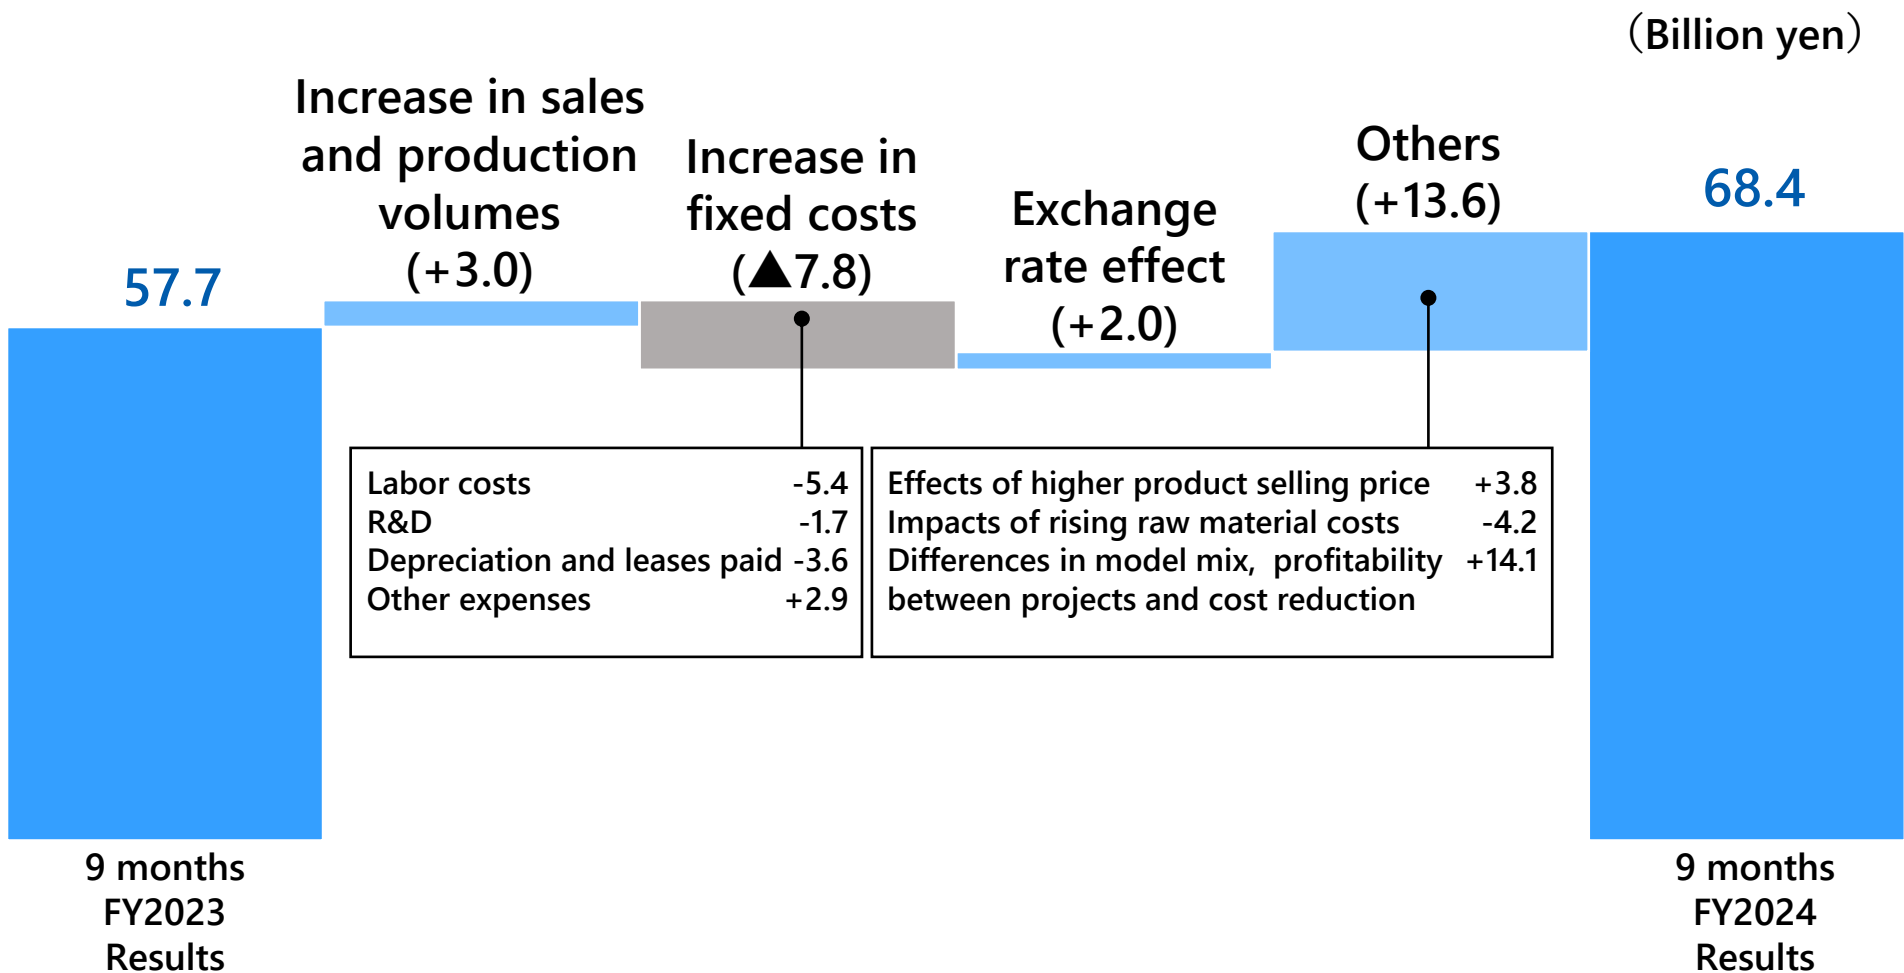 （Billion yen）
57.7
Increase in sales
and production
volumes
(+3.0)
Increase in
fixed costs
(▲7.8)
Exchange
rate effect
(+2.0)
Others
(+13.6)
68.4
Labor costs -5.4
R&D -1.7
Depreciation and leases paid -3.6
Other expenses +2.9
Effects of higher product selling price +3.8
Impacts of rising raw material costs -4.2
Differences in model mix, profitability +14.1
between projects and cost reduction
9 months
FY2023
Results
9 months
FY2024
Results